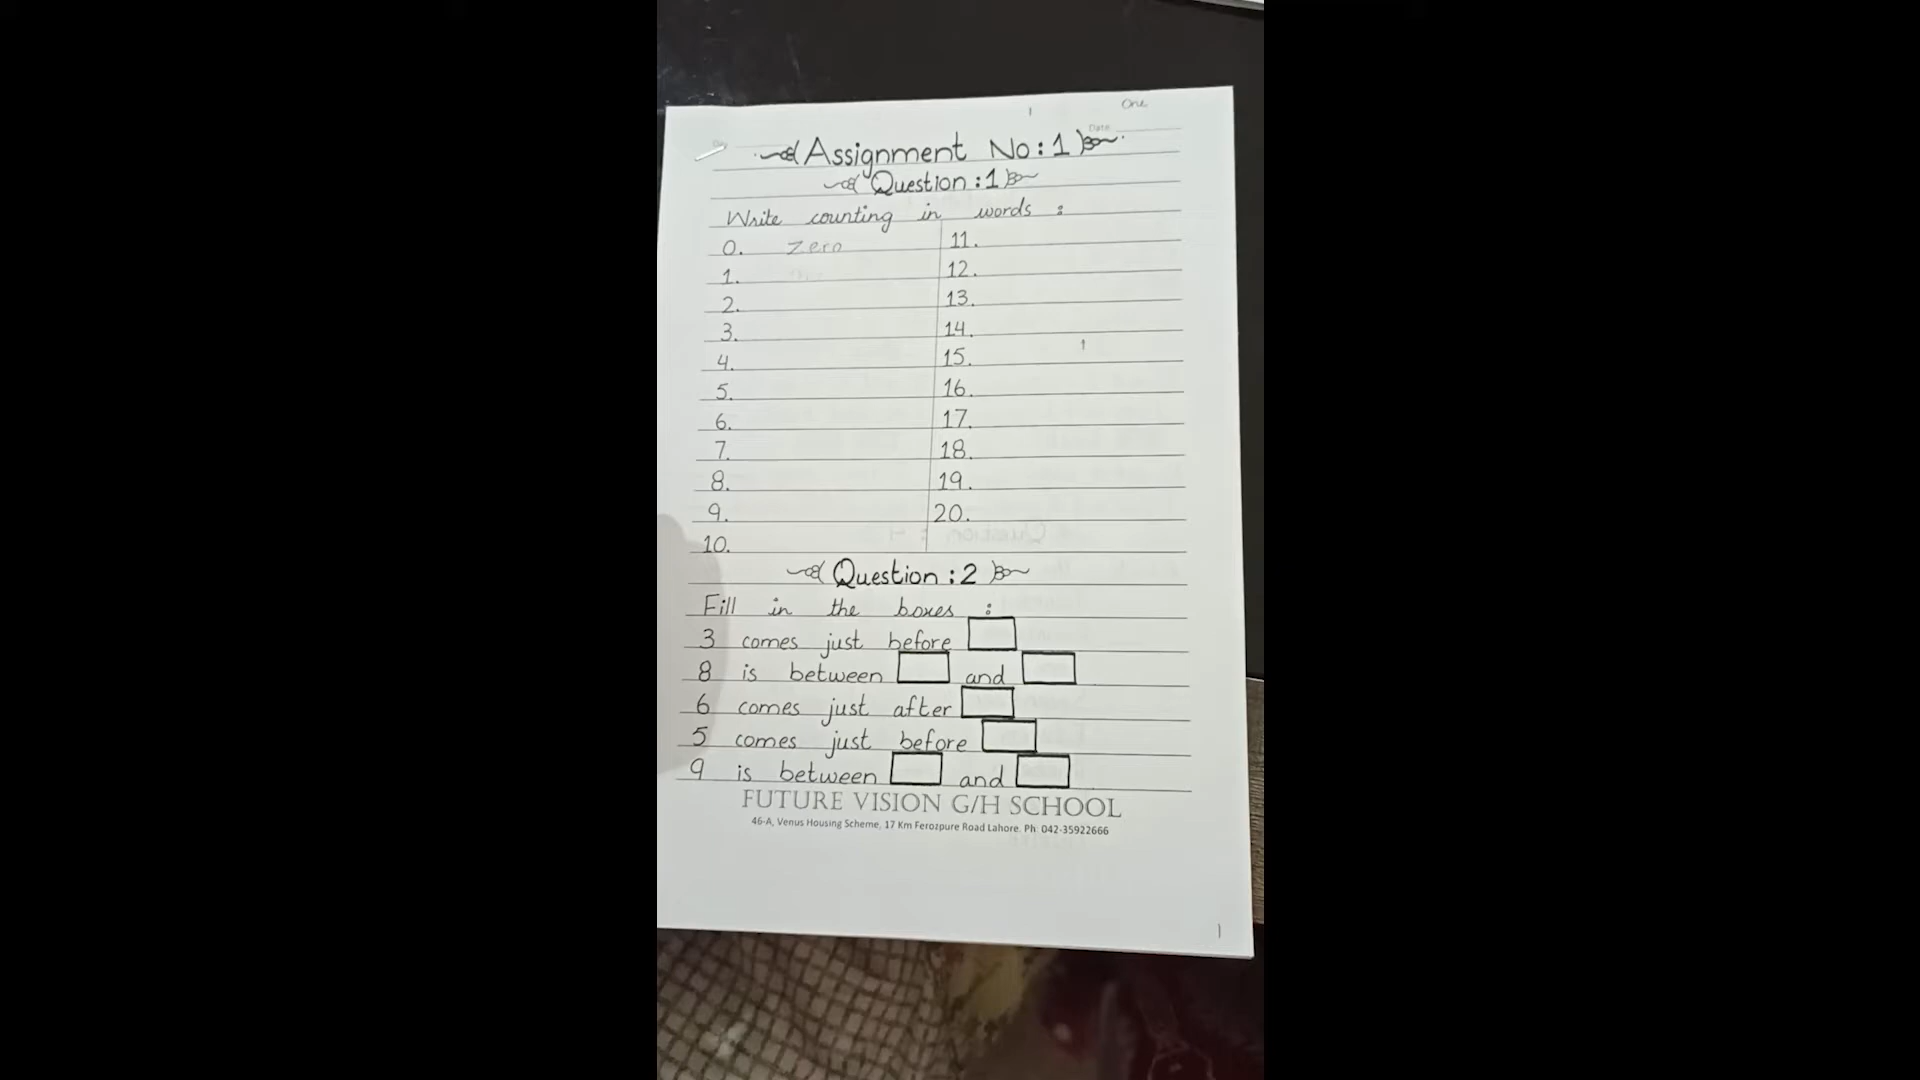 One
Date
Assignment No:1
Question:1
Write counting in words :
0. Zero
1.
2.
3.
4.
5.
6.
7.
8.
9.
10.
11.
12.
13.
14.
15.
16.
17.
18.
19.
20.
Question:2
Fill in the boxes :
3 comes just before
8 is between and
6 comes just after
5 comes just before
9 is between and
FUTURE VISION G/H SCHOOL
46-A, Venus Housing Scheme, 17 Km Ferozpure Road Lahore. Ph: 042-35922666
1